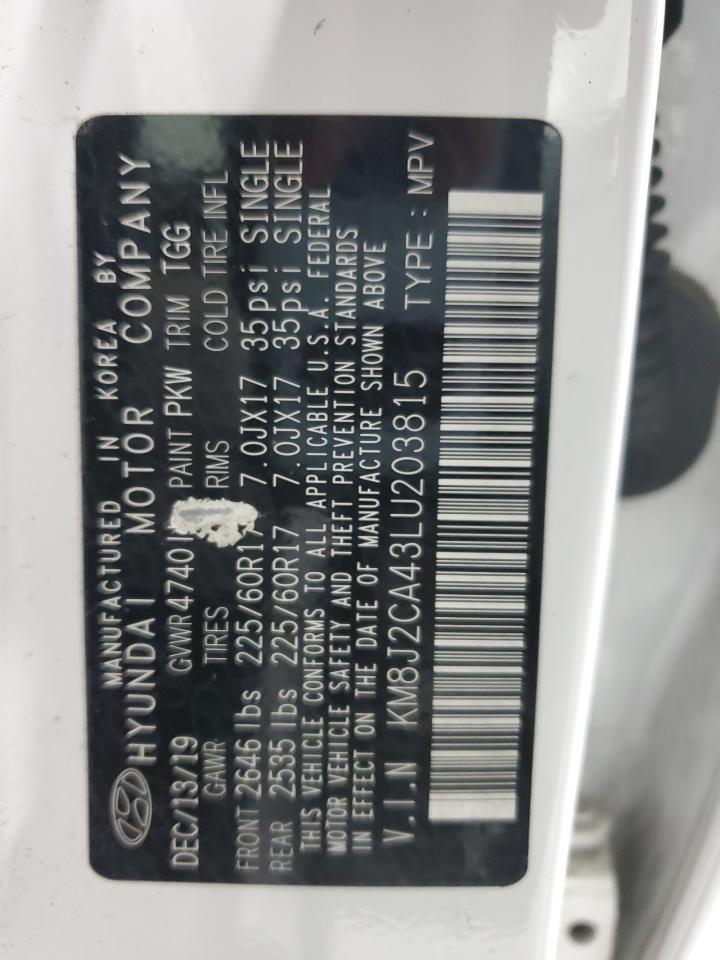 MANUFACTURED IN KOREA BY
HYUNDAI MOTOR COMPANY
DEC/13/19 GVWR 4740 PAINT PKW TRIM TGG
GAWR TIRES RIMS COLD TIRE INFL
FRONT 2646 lbs 225/60R17 7.0JX17 35psi SINGLE
REAR 2535 lbs 225/60R17 7.0JX17 35psi SINGLE
THIS VEHICLE CONFORMS TO ALL APPLICABLE U.S.A. FEDERAL
MOTOR VEHICLE SAFETY AND THEFT PREVENTION STANDARDS
IN EFFECT ON THE DATE OF MANUFACTURE SHOWN ABOVE
V.I.N KM8J2CA43LU203815 TYPE : MPV